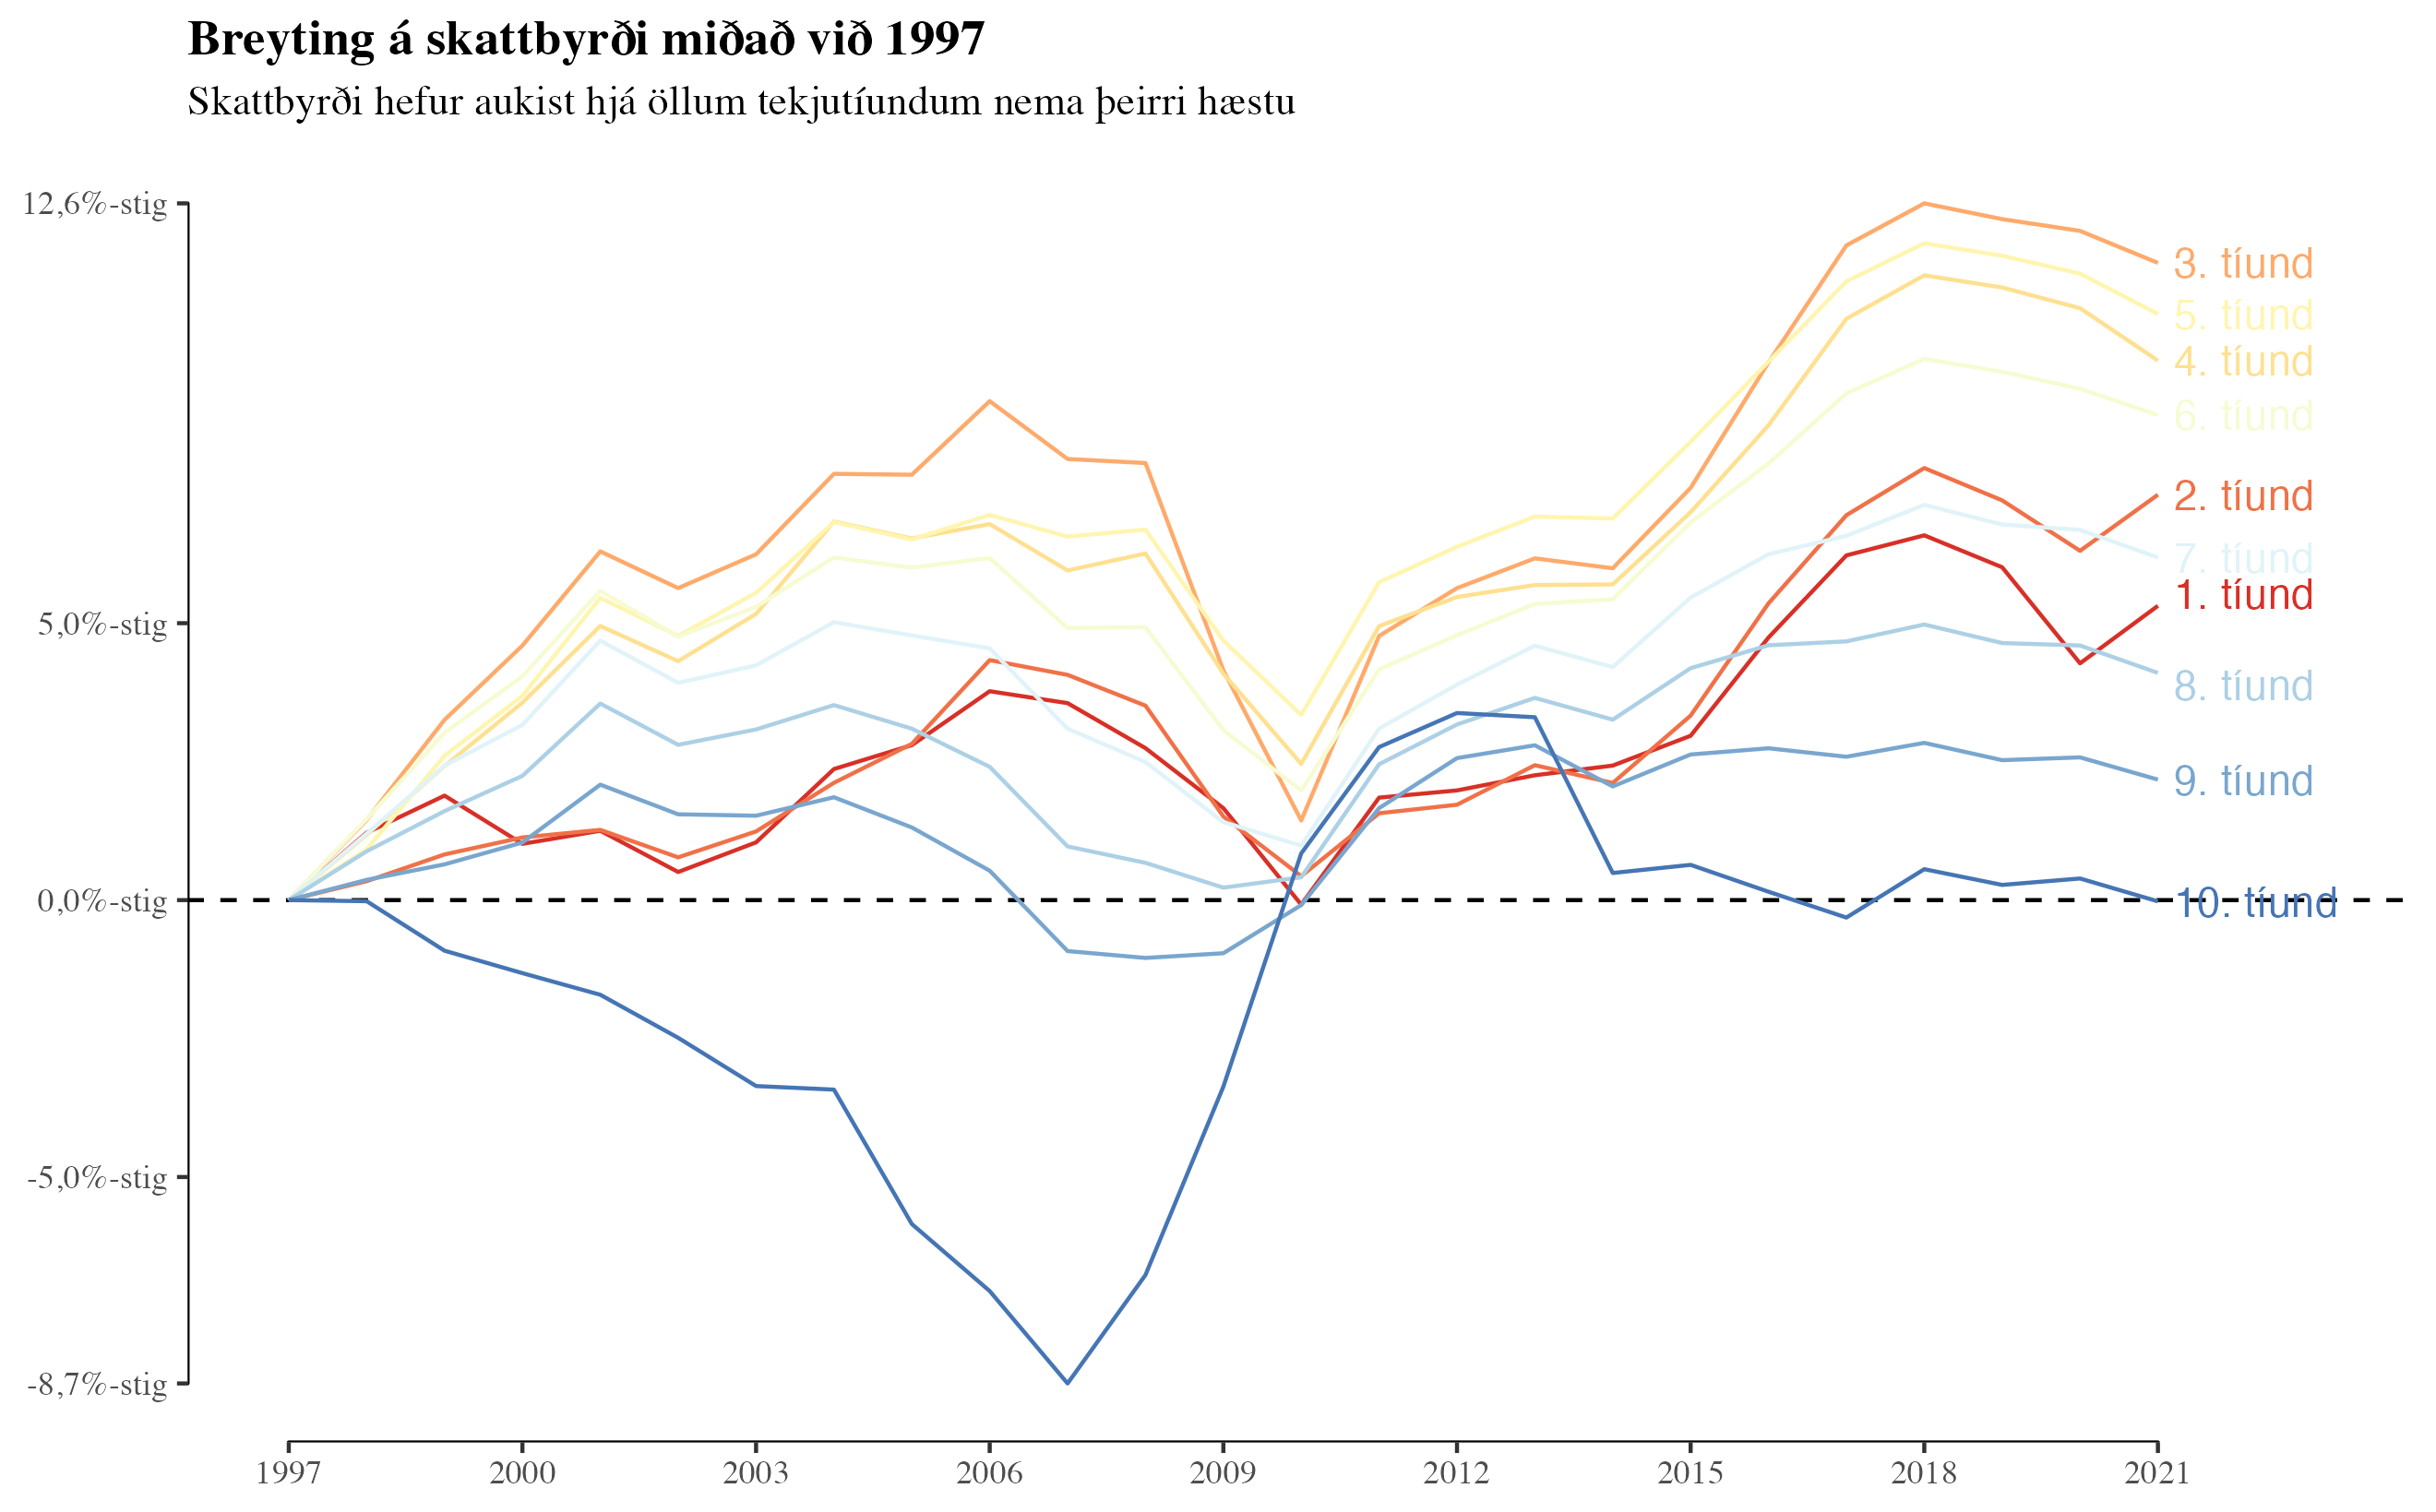 Breyting á skattbyrði miðað við 1997
Skattbyrði hefur aukist hjá öllum tekjutíundum nema þeirri hæstu
12,6%-stig
5,0%-stig
0,0%-stig
-5,0%-stig
-8,7%-stig
3. tíund
5. tíund
4. tíund
6. tíund
2. tíund
7. tíund
1. tíund
8. tíund
9. tíund
10. tíund
1997
2000
2003
2006
2009
2012
2015
2018
2021